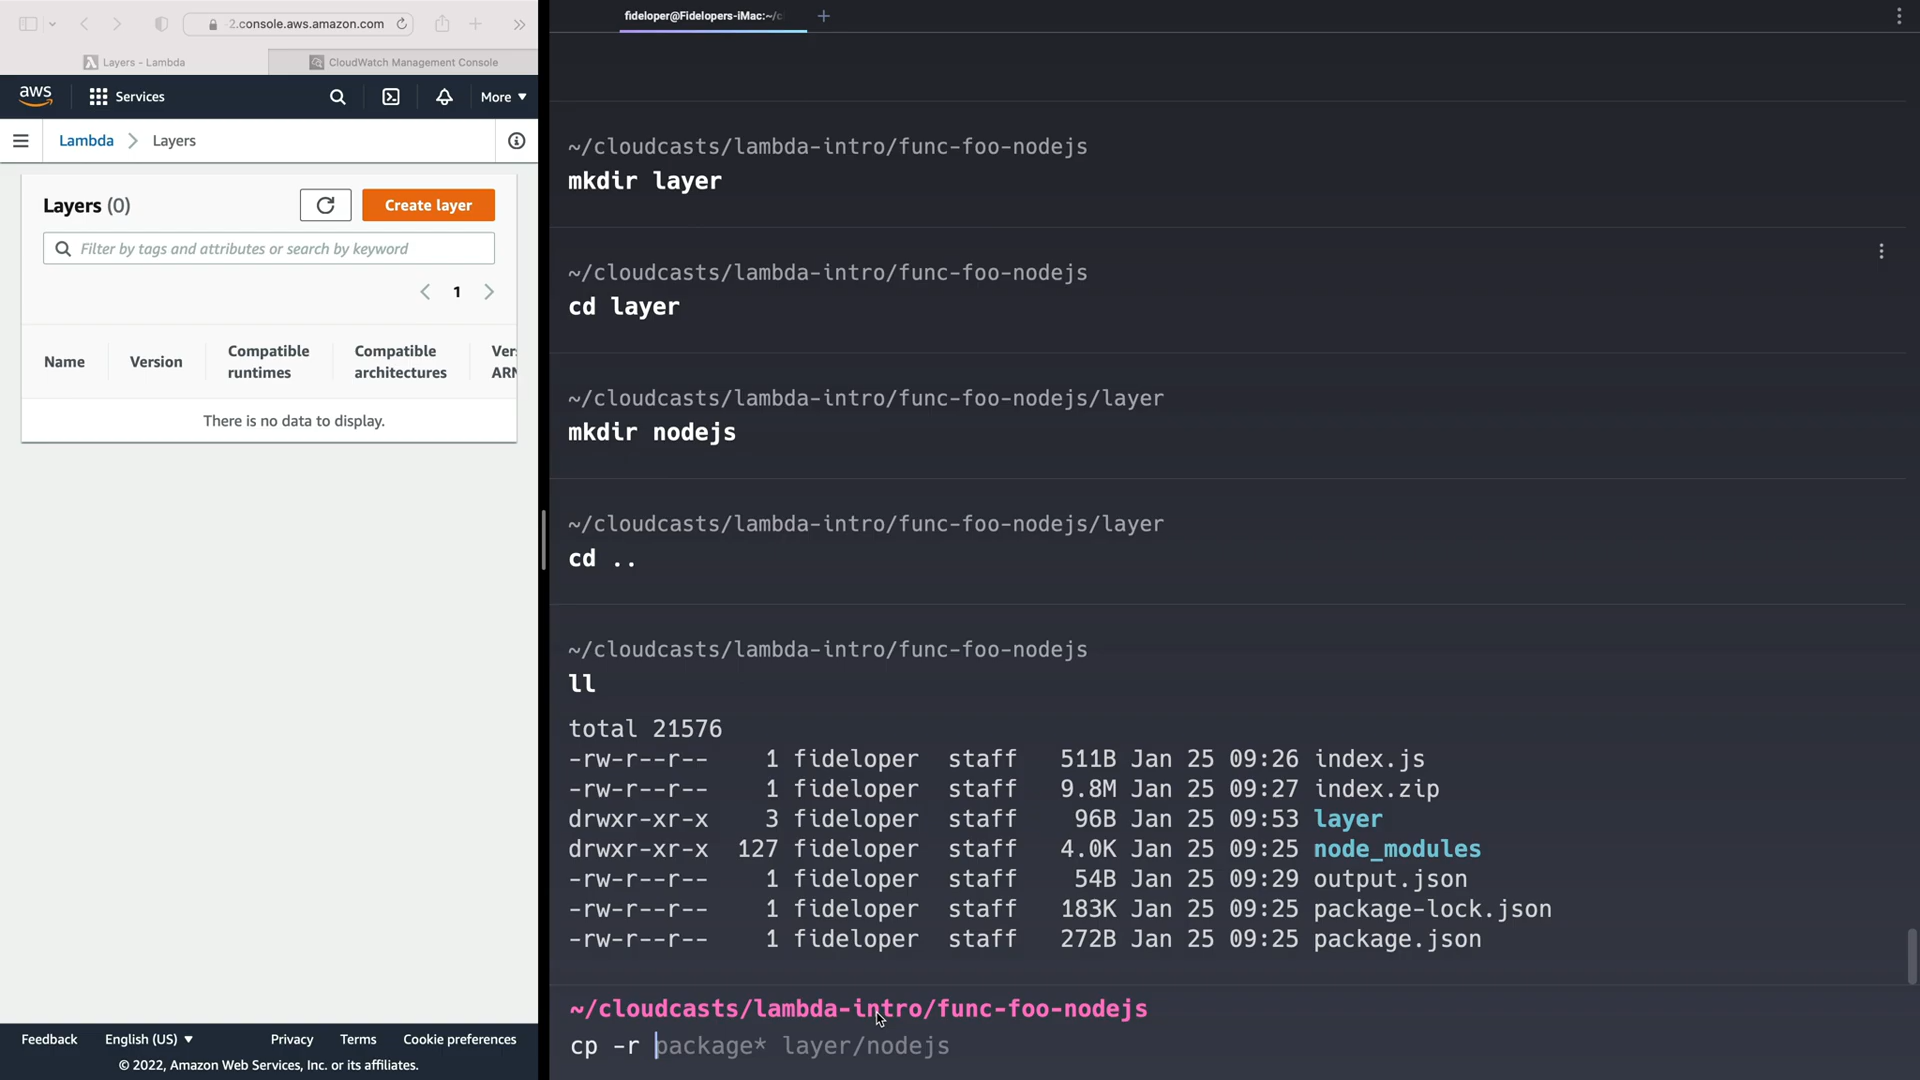 2.console.aws.amazon.com
Layers - Lambda
CloudWatch Management Console
aws
Services
More
Lambda
Layers
Layers (0)
Create layer
Filter by tags and attributes or search by keyword
1
Name
Version
Compatible runtimes
Compatible architectures
Ver
ARN
There is no data to display.
Feedback
English (US)
Privacy
Terms
Cookie preferences
© 2022, Amazon Web Services, Inc. or its affiliates.
fideloper@Fidelopers-iMac:~/c
~/cloudcasts/lambda-intro/func-foo-nodejs
mkdir layer
~/cloudcasts/lambda-intro/func-foo-nodejs
cd layer
~/cloudcasts/lambda-intro/func-foo-nodejs/layer
mkdir nodejs
~/cloudcasts/lambda-intro/func-foo-nodejs/layer
cd ..
~/cloudcasts/lambda-intro/func-foo-nodejs
ll
total 21576
-rw-r--r-- 1 fideloper staff 511B Jan 25 09:26 index.js
-rw-r--r-- 1 fideloper staff 9.8M Jan 25 09:27 index.zip
drwxr-xr-x 3 fideloper staff 96B Jan 25 09:53 layer
drwxr-xr-x 127 fideloper staff 4.0K Jan 25 09:25 node_modules
-rw-r--r-- 1 fideloper staff 54B Jan 25 09:29 output.json
-rw-r--r-- 1 fideloper staff 183K Jan 25 09:25 package-lock.json
-rw-r--r-- 1 fideloper staff 272B Jan 25 09:25 package.json
~/cloudcasts/lambda-intro/func-foo-nodejs
cp -r package* layer/nodejs